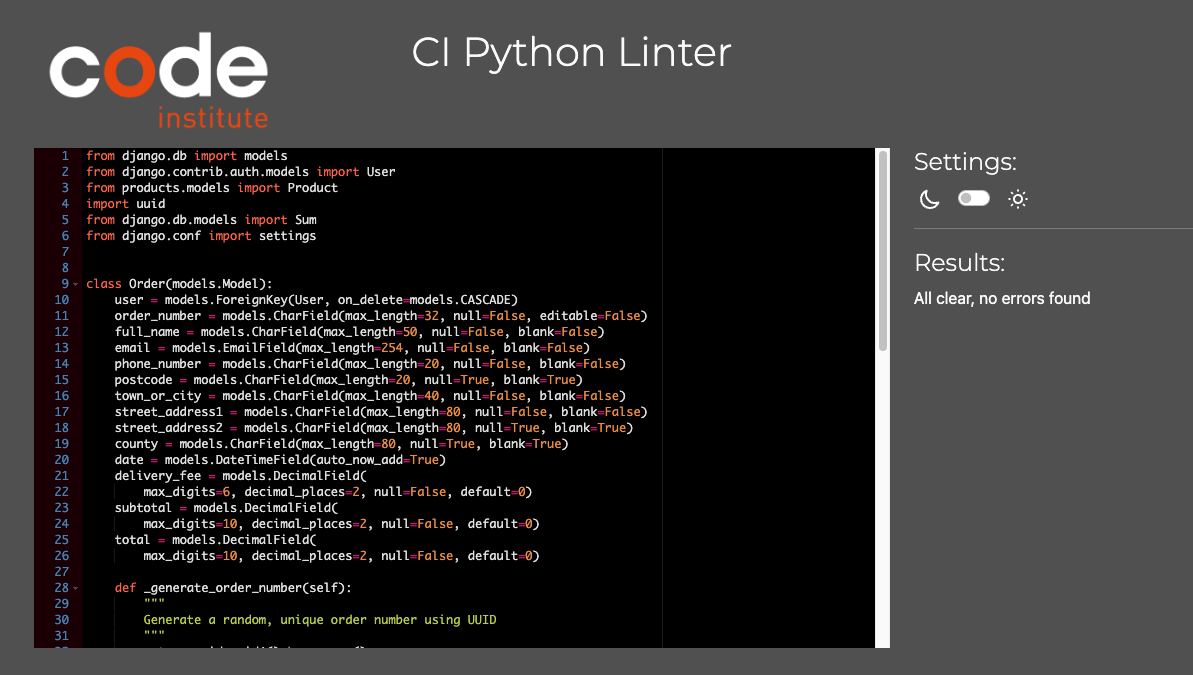 code
institute
CI Python Linter
1 from django.db import models
2 from django.contrib.auth.models import User
3 from products.models import Product
4 import uuid
5 from django.db.models import Sum
6 from django.conf import settings
7
8
9 class Order(models.Model):
10     user = models.ForeignKey(User, on_delete=models.CASCADE)
11     order_number = models.CharField(max_length=32, null=False, editable=False)
12     full_name = models.CharField(max_length=50, null=False, blank=False)
13     email = models.EmailField(max_length=254, null=False, blank=False)
14     phone_number = models.CharField(max_length=20, null=False, blank=False)
15     postcode = models.CharField(max_length=20, null=True, blank=True)
16     town_or_city = models.CharField(max_length=40, null=False, blank=False)
17     street_address1 = models.CharField(max_length=80, null=False, blank=False)
18     street_address2 = models.CharField(max_length=80, null=True, blank=True)
19     county = models.CharField(max_length=80, null=True, blank=True)
20     date = models.DateTimeField(auto_now_add=True)
21     delivery_fee = models.DecimalField(
22         max_digits=6, decimal_places=2, null=False, default=0)
23     subtotal = models.DecimalField(
24         max_digits=10, decimal_places=2, null=False, default=0)
25     total = models.DecimalField(
26         max_digits=10, decimal_places=2, null=False, default=0)
27
28     def _generate_order_number(self):
29         """
30         Generate a random, unique order number using UUID
31         """
Settings:
Results:
All clear, no errors found